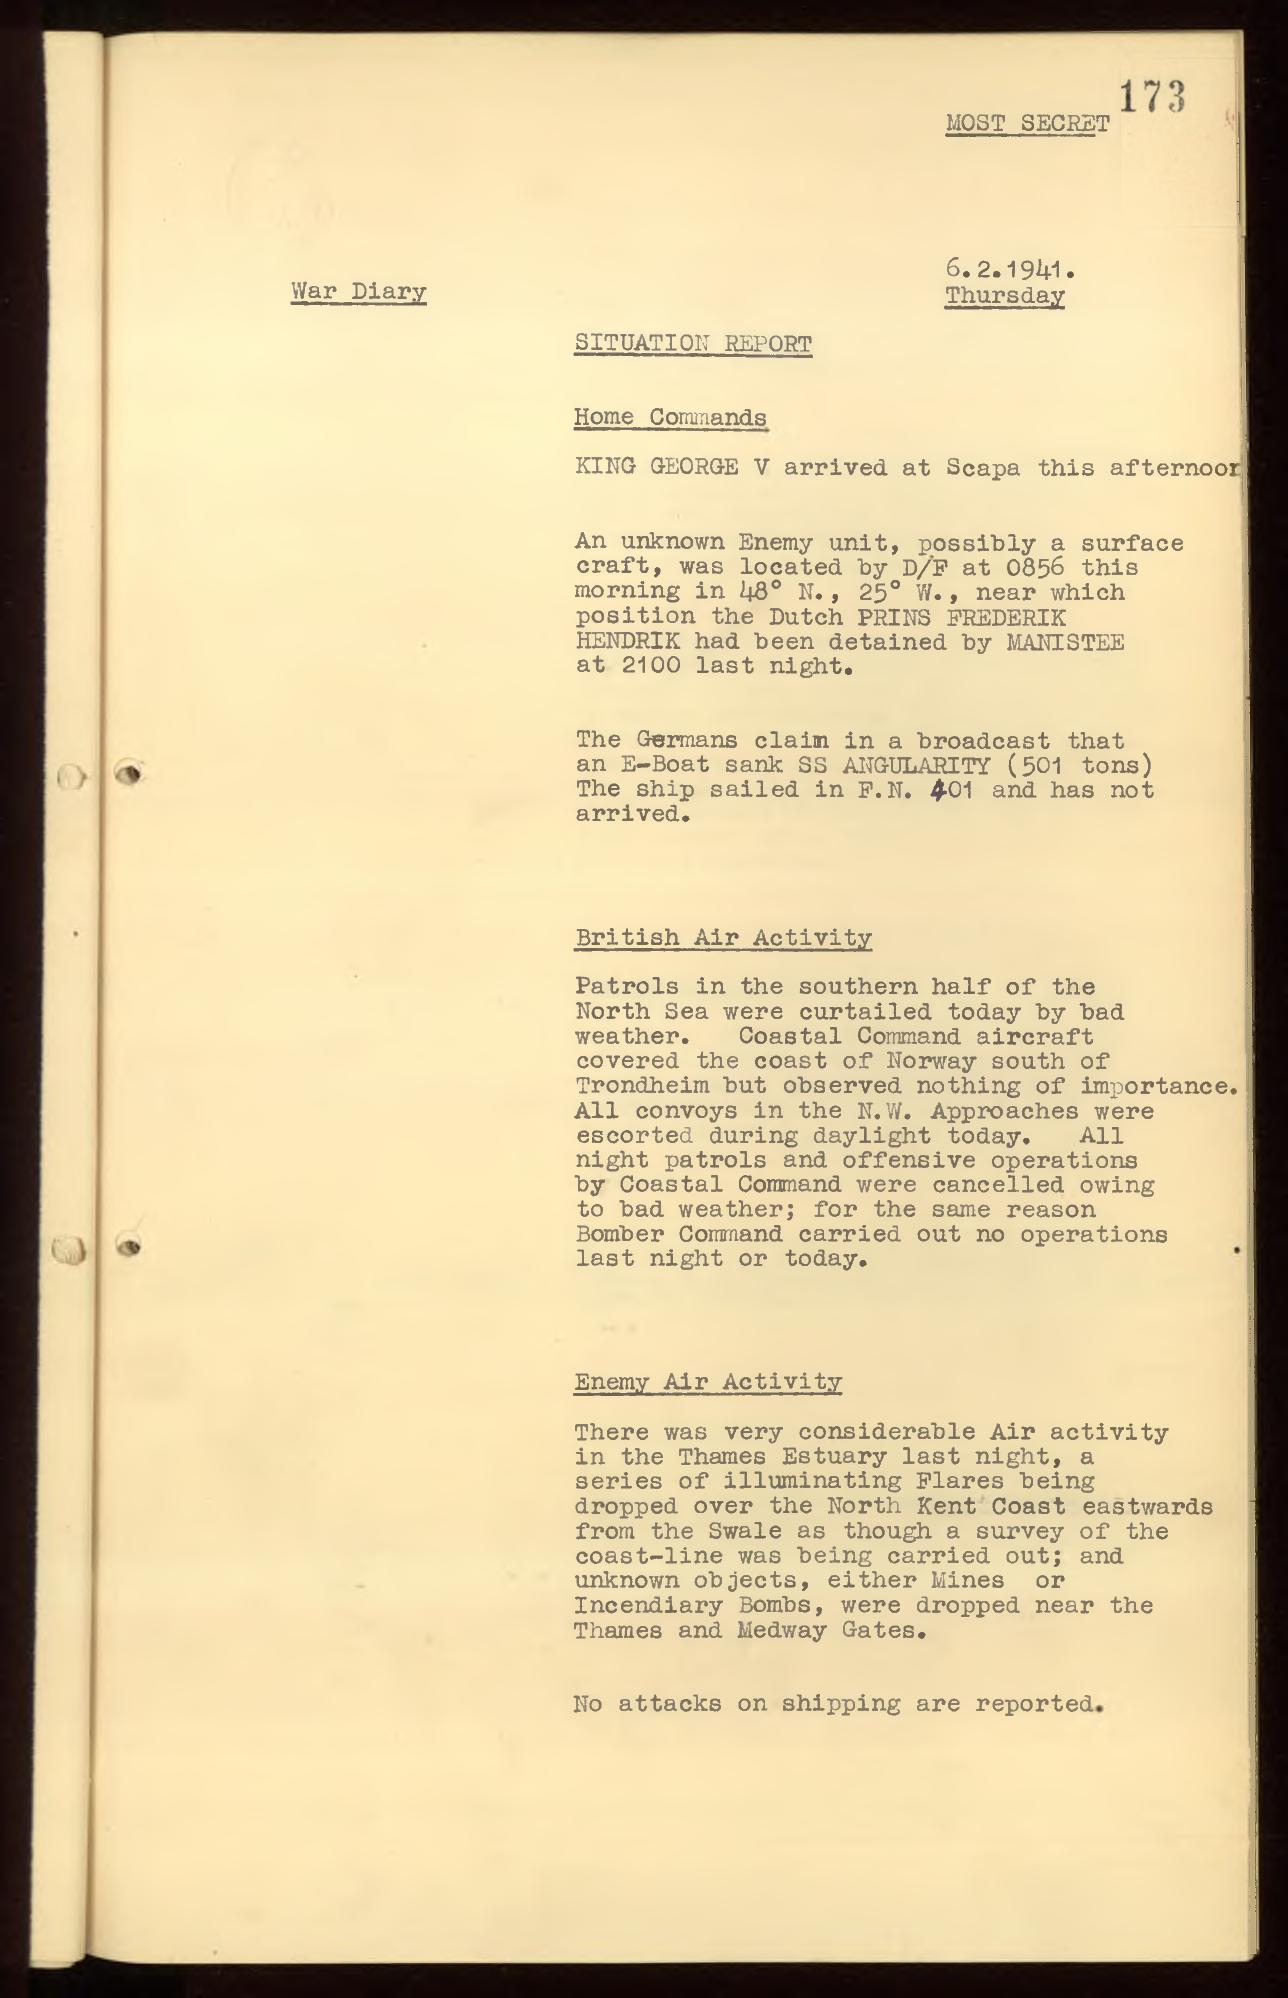 173
MOST SECRET
6.2.1941.
War Diary
Thursday
SITUATION REPORT
Home Commands
KING GEORGE V arrived at Scapa this afternoon
An unknown Enemy unit, possibly a surface
craft, was located by D/F at 0856 this
morning in 48° N., 25° W., near which
position the Dutch PRINS FREDERIK
HENDRIK had been detained by MANISTEE
at 2100 last night.
The Germans claim in a broadcast that
an E-Boat sank SS ANGULARITY (501 tons)
The ship sailed in F.N. 401 and has not
arrived.
British Air Activity
Patrols in the southern half of the
North Sea were curtailed today by bad
weather. Coastal Command aircraft
covered the coast of Norway south of
Trondheim but observed nothing of importance.
All convoys in the N.W. Approaches were
escorted during daylight today. All
night patrols and offensive operations
by Coastal Command were cancelled owing
to bad weather; for the same reason
Bomber Command carried out no operations
last night or today.
Enemy Air Activity
There was very considerable Air activity
in the Thames Estuary last night, a
series of illuminating Flares being
dropped over the North Kent Coast eastwards
from the Swale as though a survey of the
coast-line was being carried out; and
unknown objects, either Mines or
Incendiary Bombs, were dropped near the
Thames and Medway Gates.
No attacks on shipping are reported.